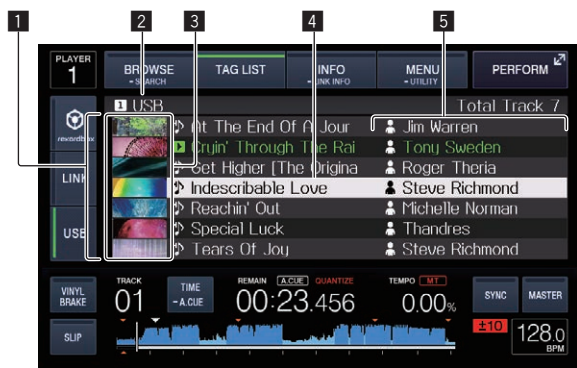 1 2 3 4 5
PLAYER
1
BROWSE
- SEARCH
TAG LIST
INFO
- LINK INFO
MENU
- UTILITY
PERFORM
1 USB
Total Track 7
rekordbox
LINK
USB
At The End Of A Jour Jim Warren
Cryin' Through The Rai Tony Sweden
Get Higher [The Origina Roger Theria
Indescribable Love Steve Richmond
Reachin' Out Michelle Norman
Special Luck Thandres
Tears Of Joy Steve Richmond
VINYL
BRAKE
TRACK
01
TIME
- A.CUE
REMAIN A.CUE QUANTIZE
00:23.456
TEMPO MT
0.00%
SYNC
MASTER
SLIP
±10
128.0
BPM